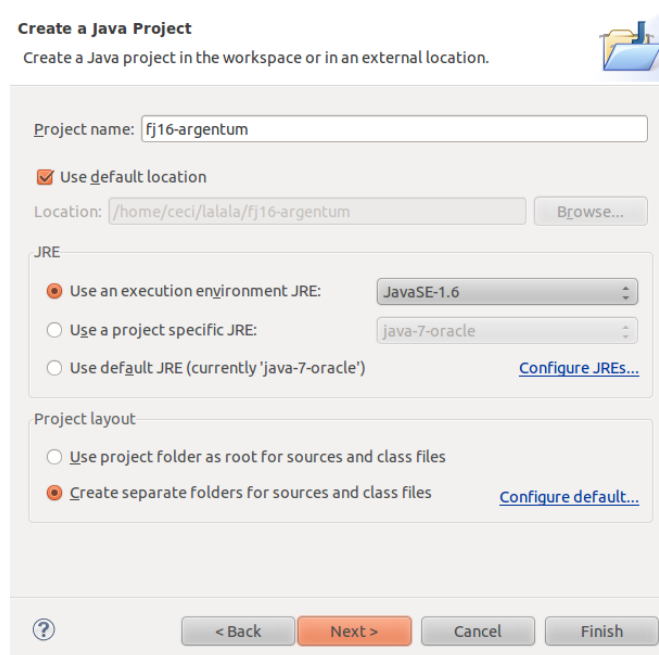 Create a Java Project
Create a Java project in the workspace or in an external location.
Project name: fj16-argentum
Use default location
Location: /home/ceci/lalala/fj16-argentum Browse...
JRE
Use an execution environment JRE: JavaSE-1.6
Use a project specific JRE: java-7-oracle
Use default JRE (currently 'java-7-oracle') Configure JREs...
Project layout
Use project folder as root for sources and class files
Create separate folders for sources and class files Configure default...
? < Back Next > Cancel Finish